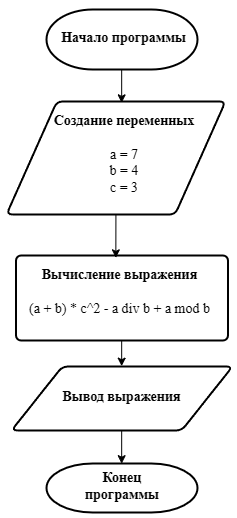 Начало программы
Создание переменных
a = 7
b = 4
c = 3
Вычисление выражения
(a + b) * c^2 - a div b + a mod b
Вывод выражения
Конец
программы